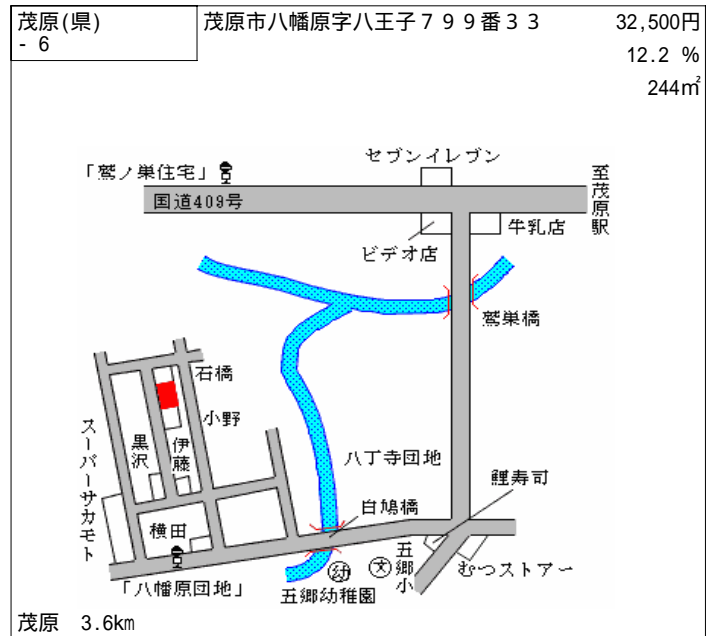 茂原(県)
- 6
茂原市八幡原字八王子７９９番３３
32,500円
12.2 %
244㎡
セブンイレブン
「鷲ノ巣住宅」
至茂原駅
国道409号
牛乳店
ビデオ店
鷲巣橋
石橋
小野
スーパーサカモト
黒沢
伊藤
八丁寺団地
鯉寿司
白鳩橋
横田
五郷小
文
幼
むつストアー
「八幡原団地」
五郷幼稚園
茂原 3.6km